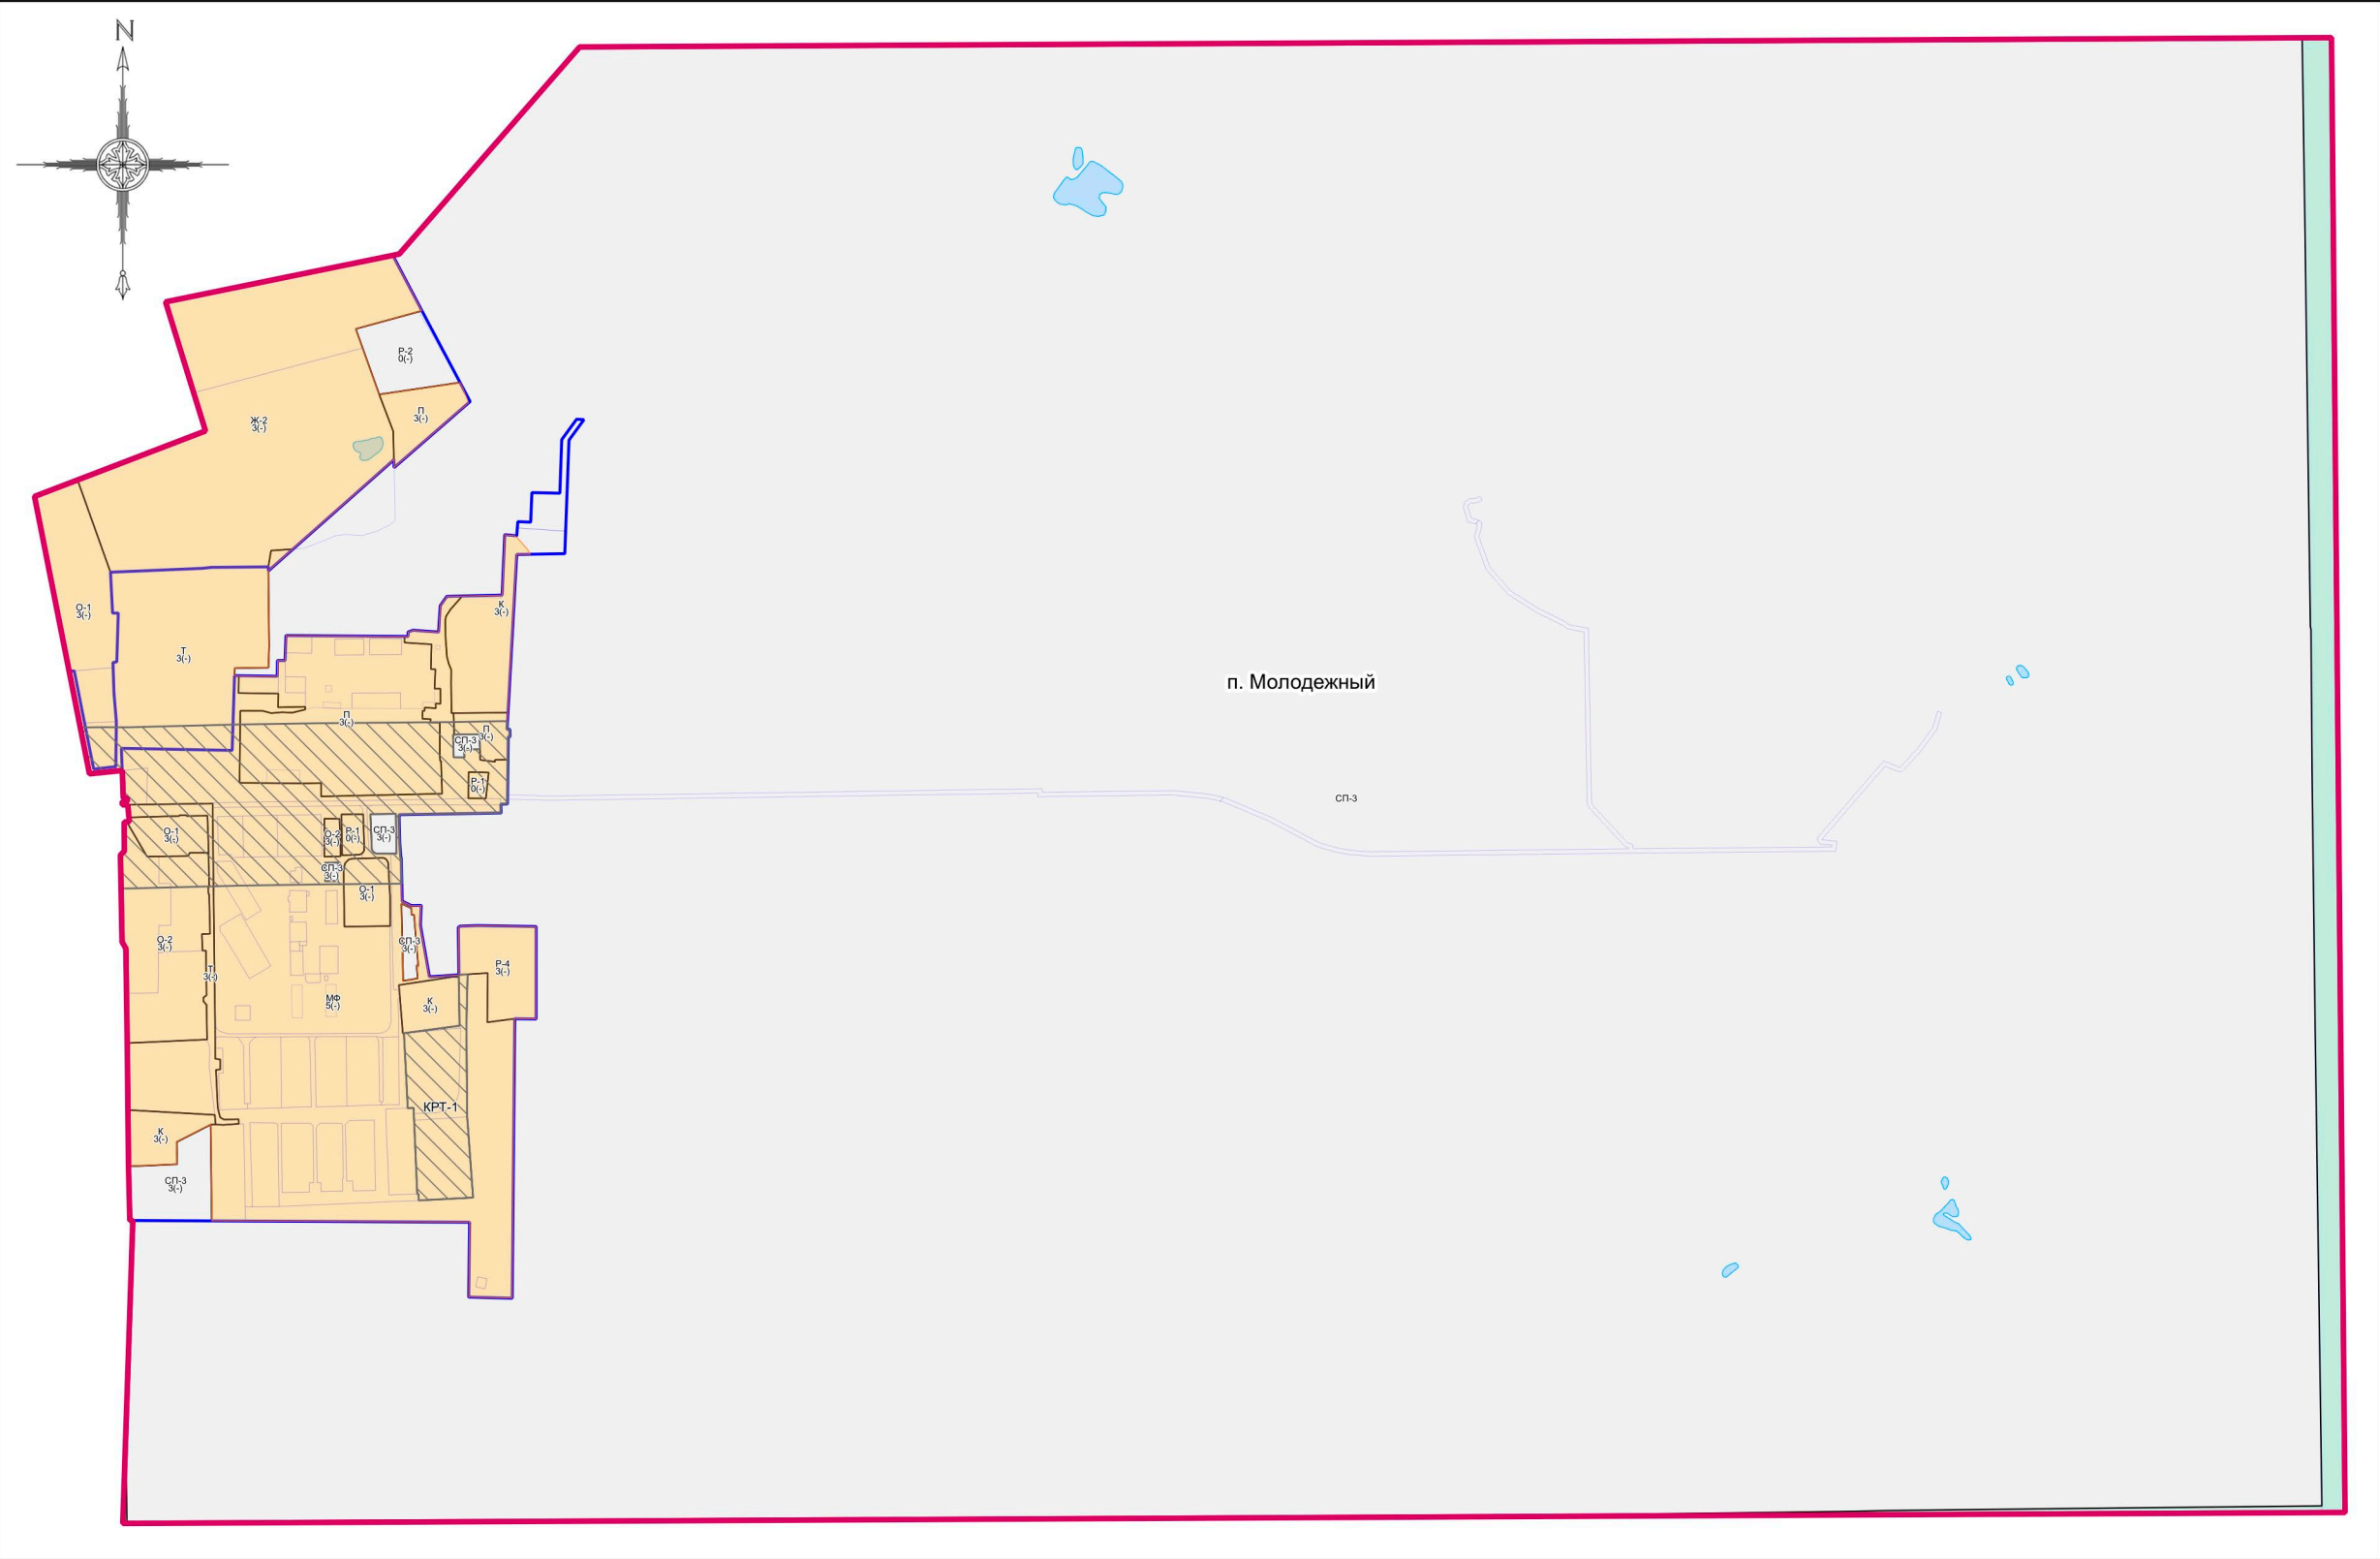 N
Р-2
0(-)
П
3(-)
Ж-2
3(-)
О-1
3(-)
К
3(-)
Т
3(-)
п. Молодежный
П
3(-)
П
3(-)
СП-3
3(-)
Р-1
0(-)
СП-3
О-1
3(-)
О-2
3(-)
Р-1
0(-)
СП-3
3(-)
СП-3
3(-)
О-1
3(-)
О-2
3(-)
СП-3
3(-)
Т
3(-)
Р-4
3(-)
МФ
5(-)
К
3(-)
КРТ-1
К
3(-)
СП-3
3(-)